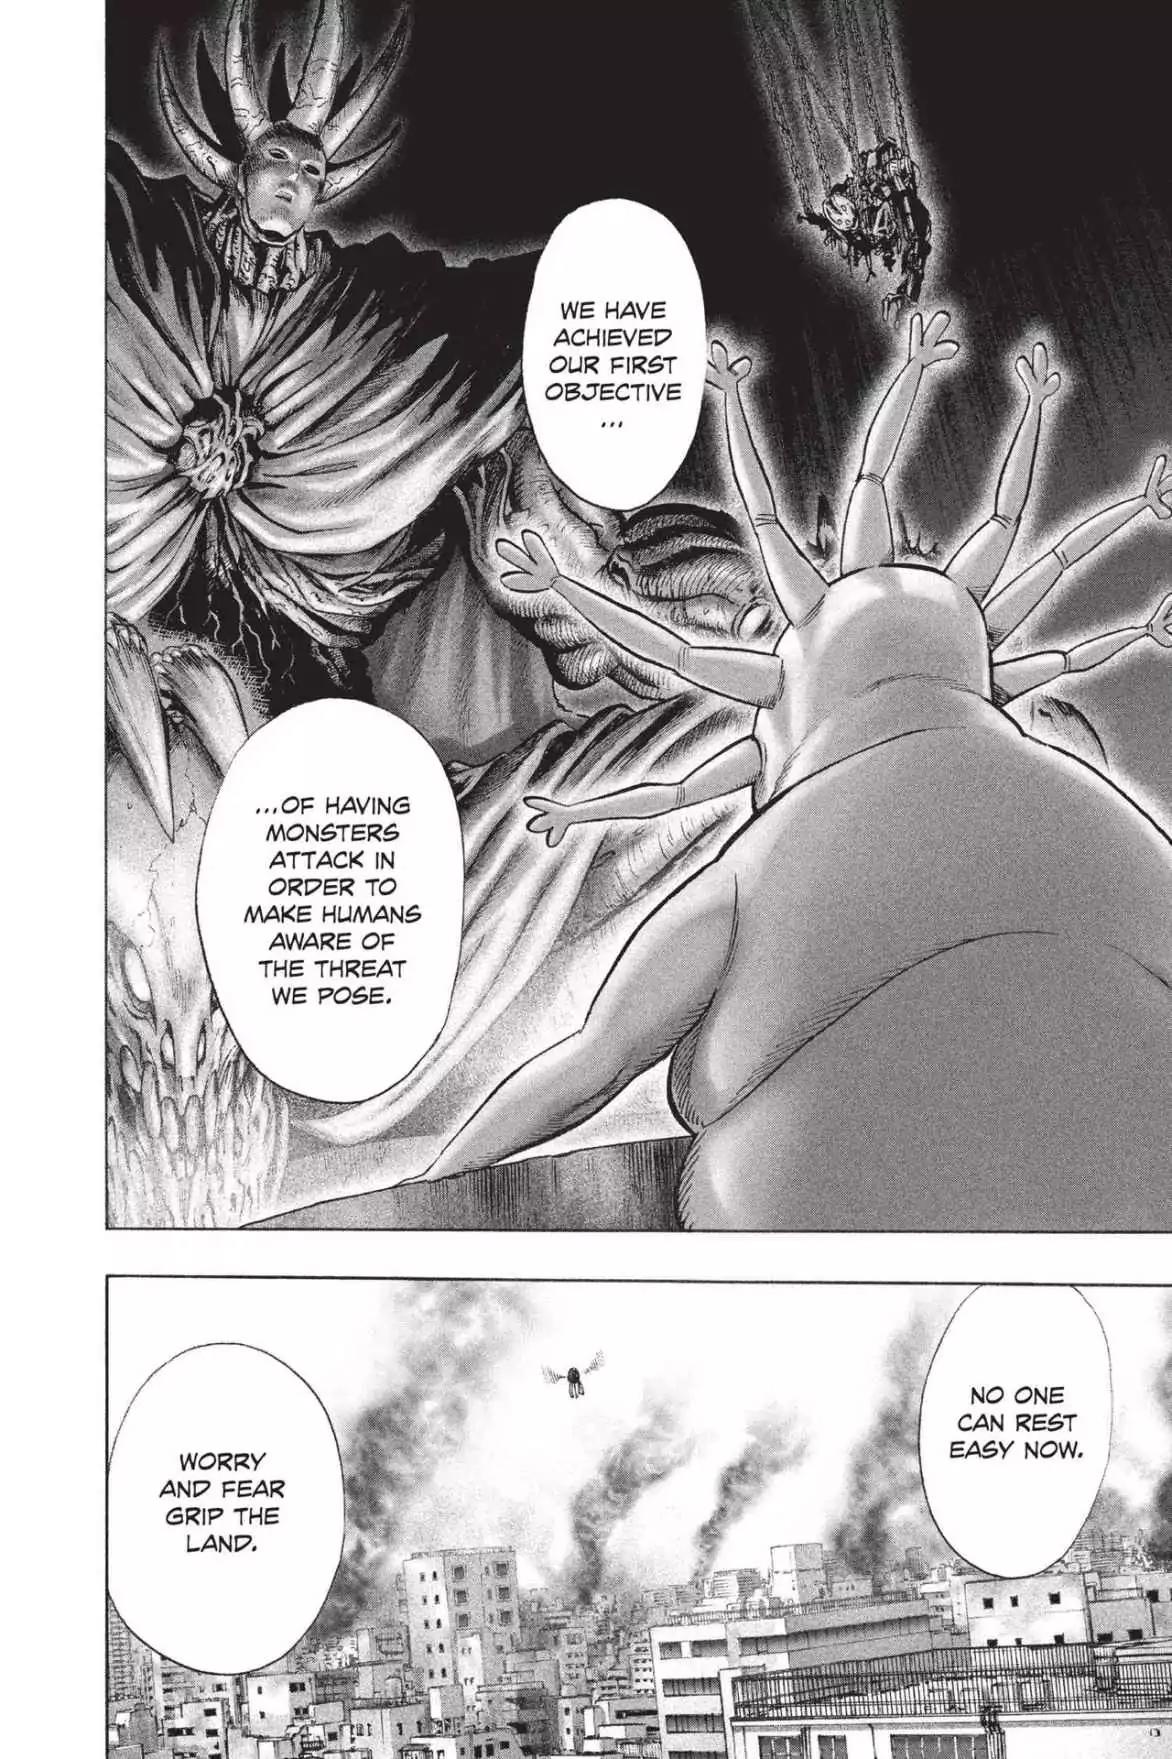 WE HAVE
ACHIEVED
OUR FIRST
OBJECTIVE
...
...OF HAVING
MONSTERS
ATTACK IN
ORDER TO
MAKE HUMANS
AWARE OF
THE THREAT
WE POSE.
NO ONE
CAN REST
EASY NOW.
WORRY
AND FEAR
GRIP THE
LAND.